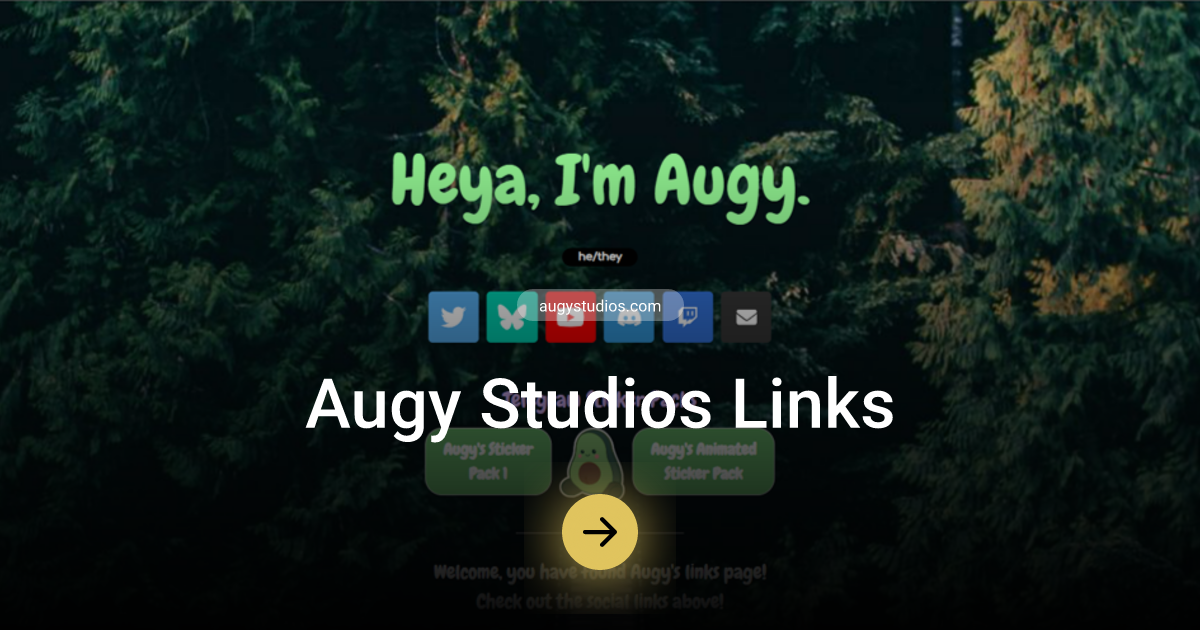 Heya, I'm Augy.
he/they
augystudios.com
Augy Studios Links
Augy's Sticker
Pack 1
Augy's Animated
Sticker Pack
Welcome, you have found Augy's links page!
Check out the social links above!